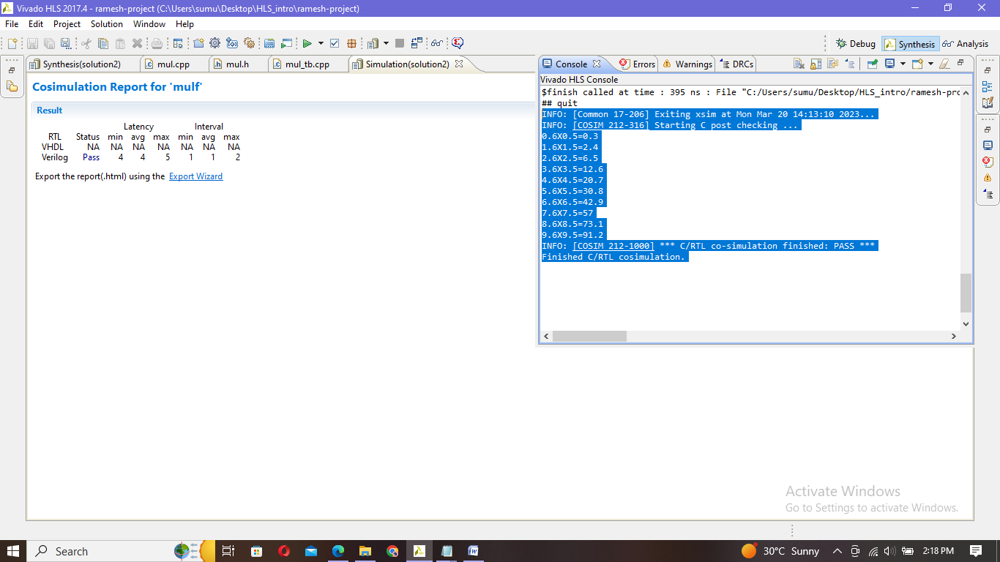 Vivado HLS 2017.4 - ramesh-project (C:\Users\sumu\Desktop\HLS_intro\ramesh-project)
File Edit Project Solution Window Help
Debug Synthesis Analysis
Synthesis(solution2) mul.cpp mul.h mul_tb.cpp Simulation(solution2)
Cosimulation Report for 'mulf'
Result
Latency Interval
RTL Status min avg max min avg max
VHDL NA NA NA NA NA NA NA
Verilog Pass 4 4 5 1 1 2
Export the report(.html) using the Export Wizard
Console Errors Warnings DRCs
Vivado HLS Console
$finish called at time : 395 ns : File "C:/Users/sumu/Desktop/HLS_intro/ramesh-prc
## quit
INFO: [Common 17-206] Exiting xsim at Mon Mar 20 14:13:10 2023...
INFO: [COSIM 212-316] Starting C post checking ...
0.6X0.5=0.3
1.6X1.5=2.4
2.6X2.5=6.5
3.6X3.5=12.6
4.6X4.5=20.7
5.6X5.5=30.8
6.6X6.5=42.9
7.6X7.5=57
8.6X8.5=73.1
9.6X9.5=91.2
INFO: [COSIM 212-1000] *** C/RTL co-simulation finished: PASS ***
Finished C/RTL cosimulation.
Activate Windows
Go to Settings to activate Windows.
Search
30°C Sunny
2:18 PM